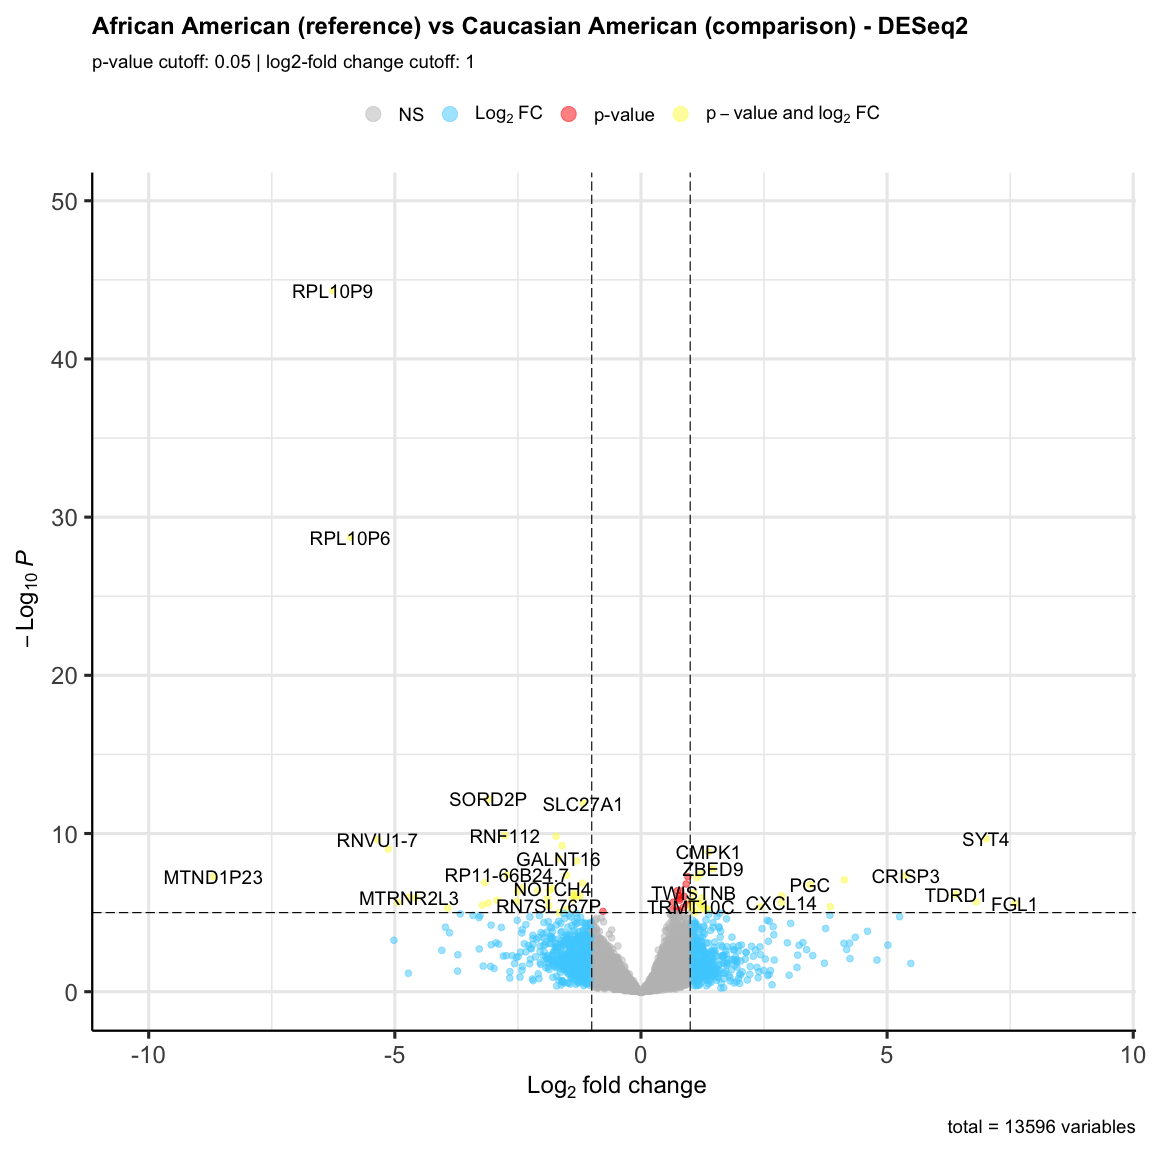 African American (reference) vs Caucasian American (comparison) - DESeq2
p-value cutoff: 0.05 | log2-fold change cutoff: 1
NS Log₂ FC p-value p – value and log₂ FC
50
RPL10P9
40
30
RPL10P6
– Log₁₀ P
20
SORD2P
SLC27A1
10
RNVU1-7
RNF112
SYT4
CMPK1
GALNT16
ZBED9
MTND1P23
RP11-66B24.7
CRISP3
NOTCH4
PGC
MTRNR2L3
TWISTNB
TDRD1
RN7SL767P
TRMT10C
CXCL14
FGL1
0
-10 -5 0 5 10
Log₂ fold change
total = 13596 variables